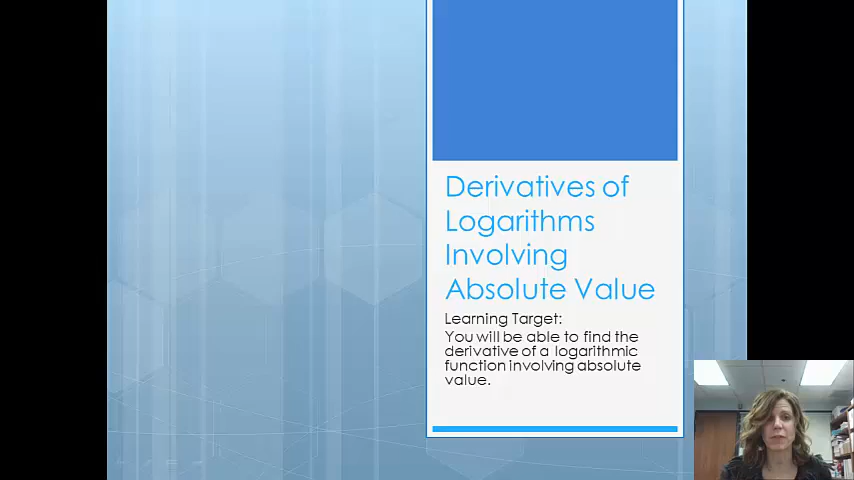 Derivatives of
Logarithms
Involving
Absolute Value
Learning Target:
You will be able to find the
derivative of a logarithmic
function involving absolute
value.